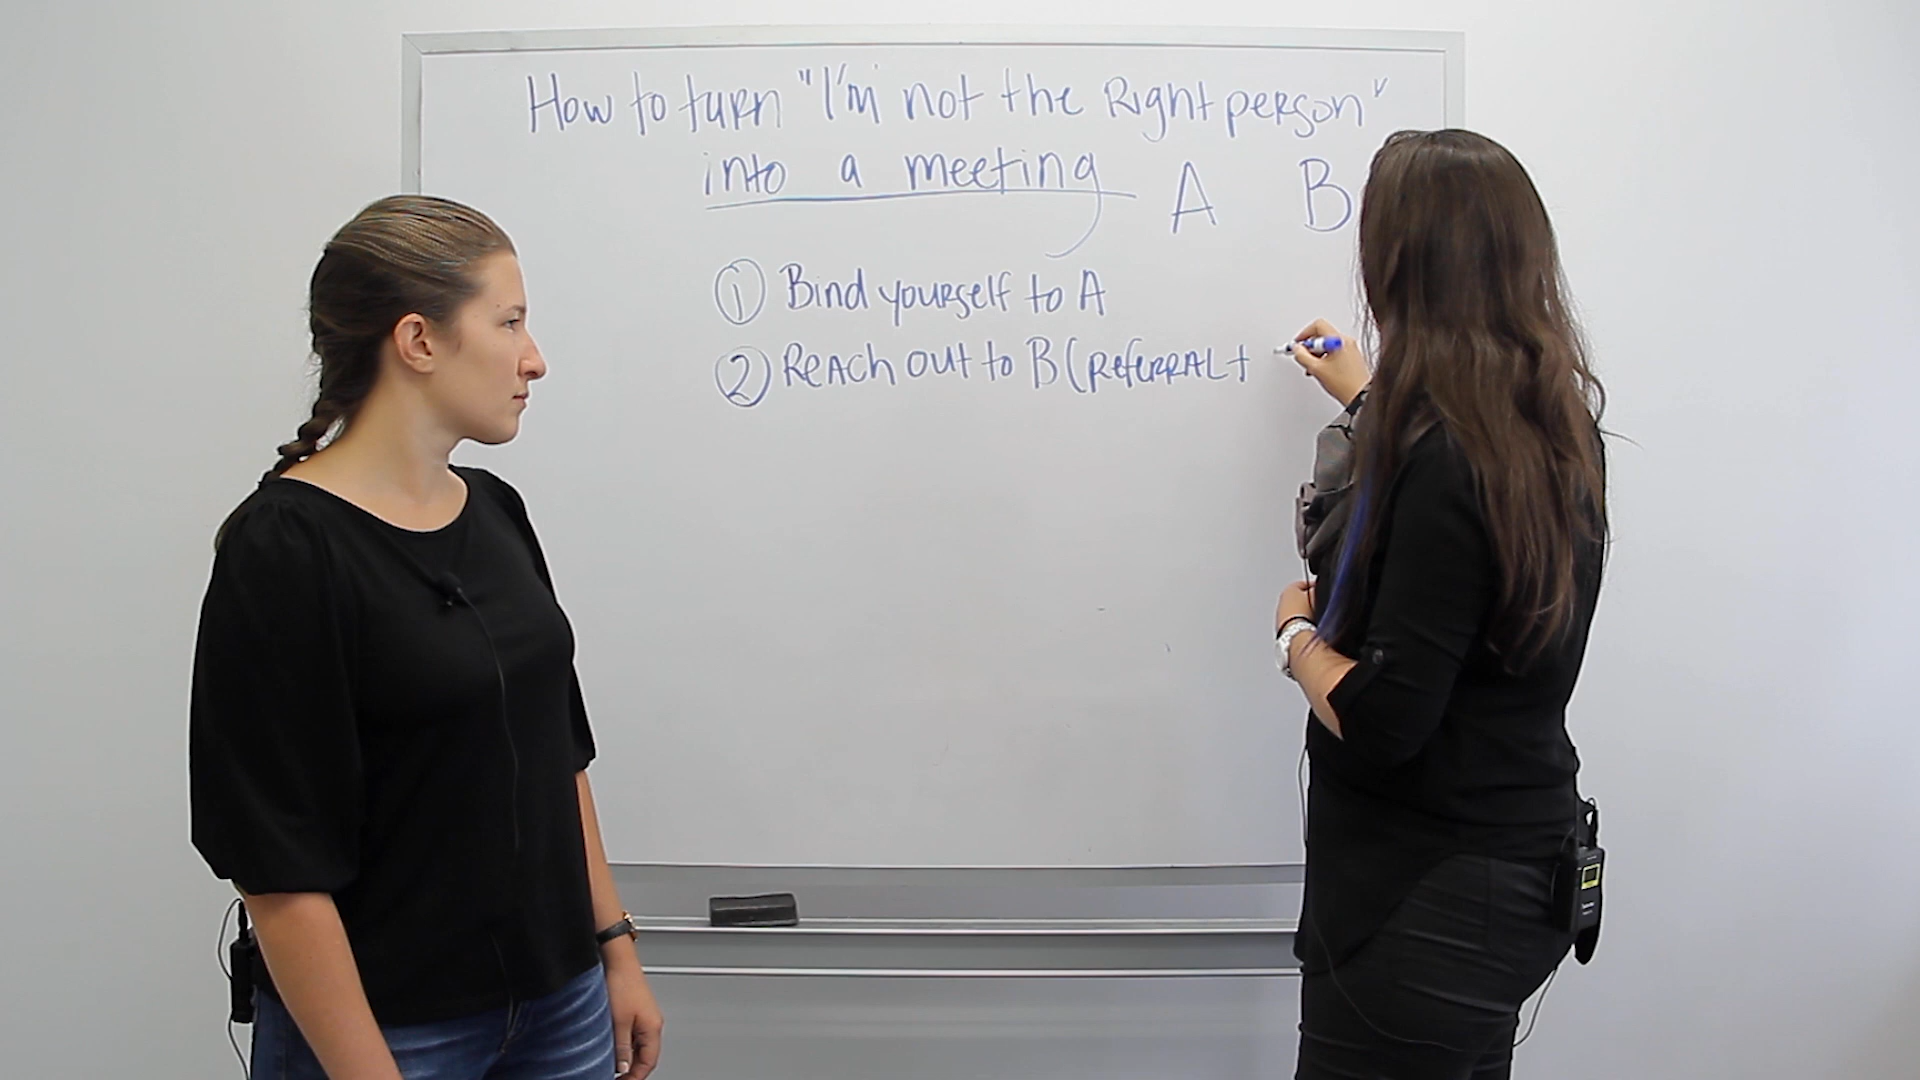 How to turn "I'm not the Right person"
into a meeting
A B
① Bind yourself to A
② Reach out to B (referral +